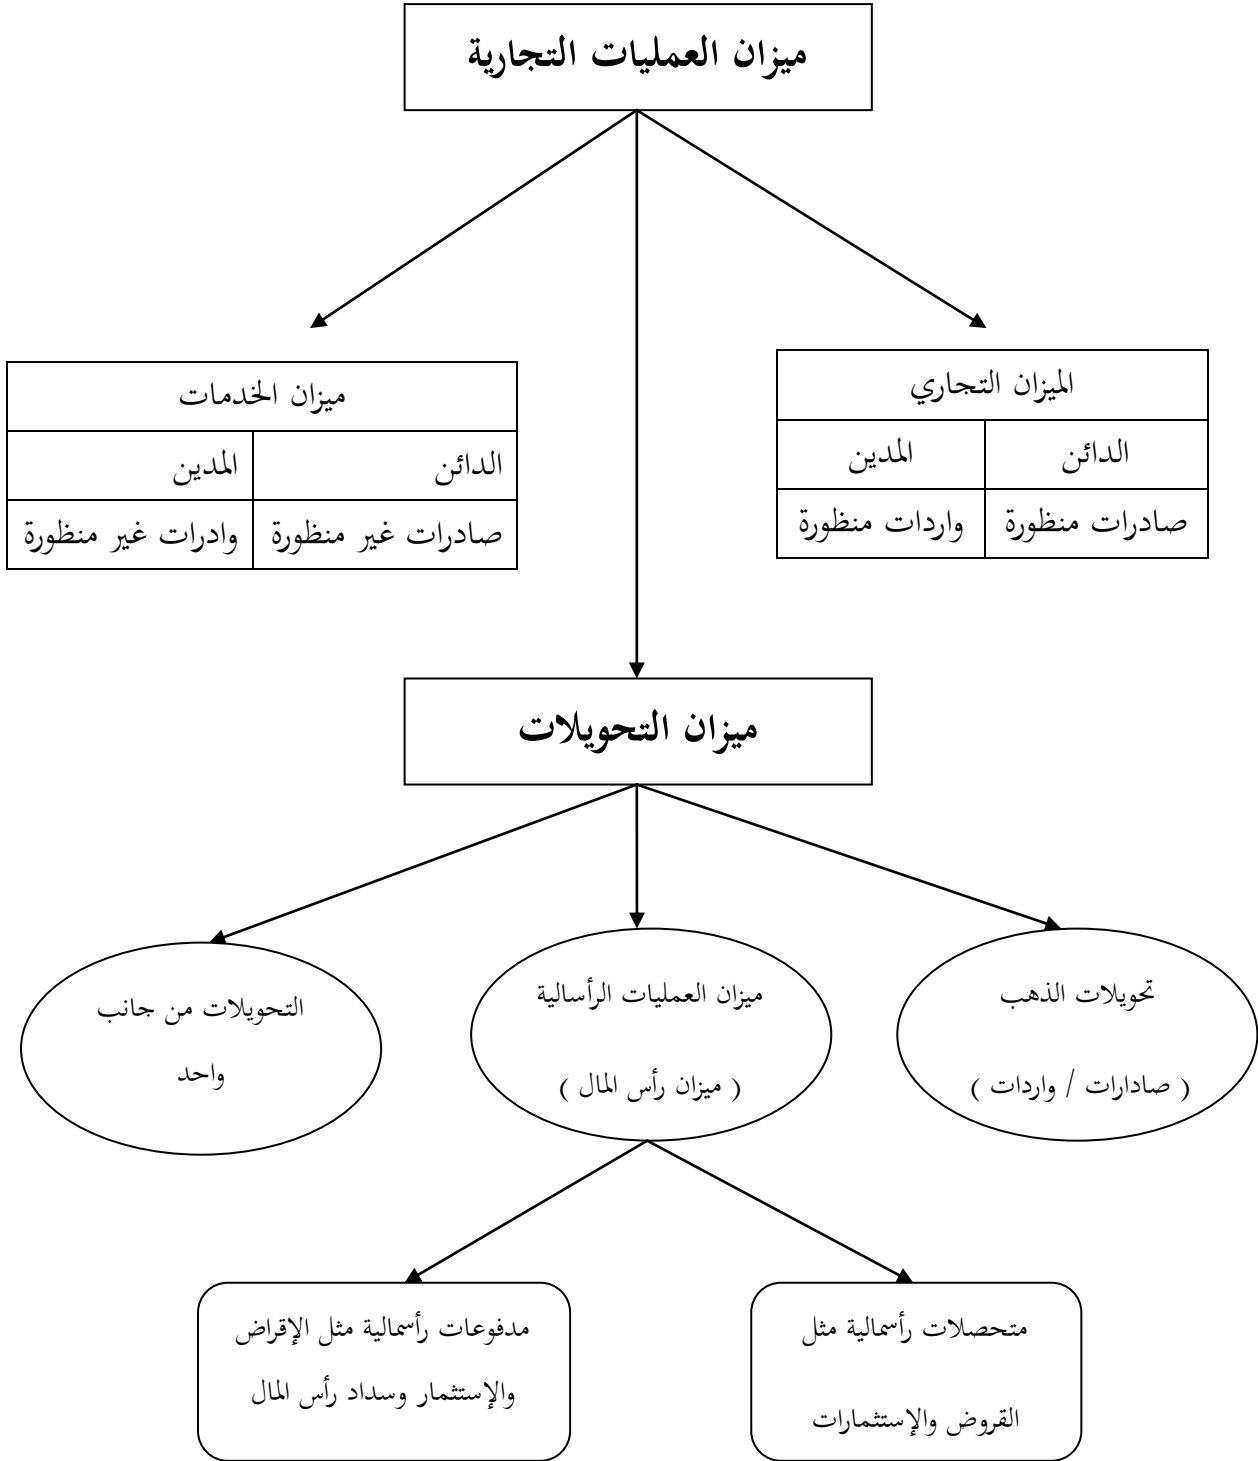 ميزان العمليات التجارية
الميزان التجاري
الدائن
المدين
صادرات منظورة
واردات منظورة
ميزان الخدمات
الدائن
المدين
صادرات غير منظورة
وادرات غير منظورة
ميزان التحويلات
تحويلات الذهب
( صادارات / واردات )
ميزان العمليات الرأسالية
( ميزان رأس المال )
التحويلات من جانب
واحد
متحصلات رأسمالية مثل
القروض والإستثمارات
مدفوعات رأسمالية مثل الإقراض
والإستثمار وسداد رأس المال